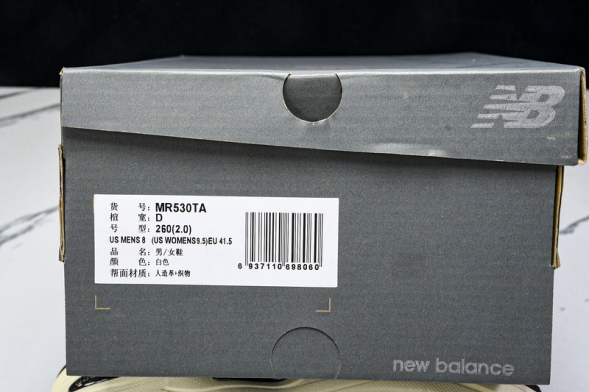 NB
货 号: MR530TA
楦 宽: D
号 型: 260(2.0)
US MENS 8 (US WOMENS9.5)EU 41.5
品 名: 男/女鞋
颜 色: 白色
帮面材质: 人造革+织物
6 937110 698060
new balance